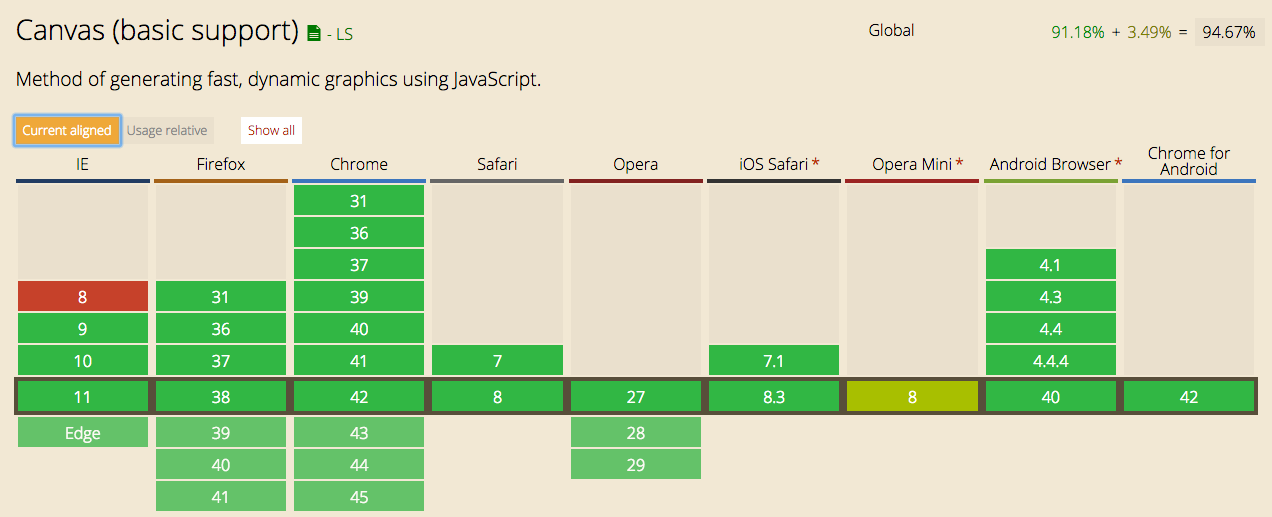 Canvas (basic support) - LS Global 91.18% + 3.49% = 94.67%
Method of generating fast, dynamic graphics using JavaScript.
Current aligned Usage relative Show all
IE Firefox Chrome Safari Opera iOS Safari * Opera Mini * Android Browser * Chrome for Android
31
36
37 4.1
8 31 39 4.3
9 36 40 4.4
10 37 41 7 7.1 4.4.4
11 38 42 8 27 8.3 8 40 42
Edge 39 43 28
40 44 29
41 45